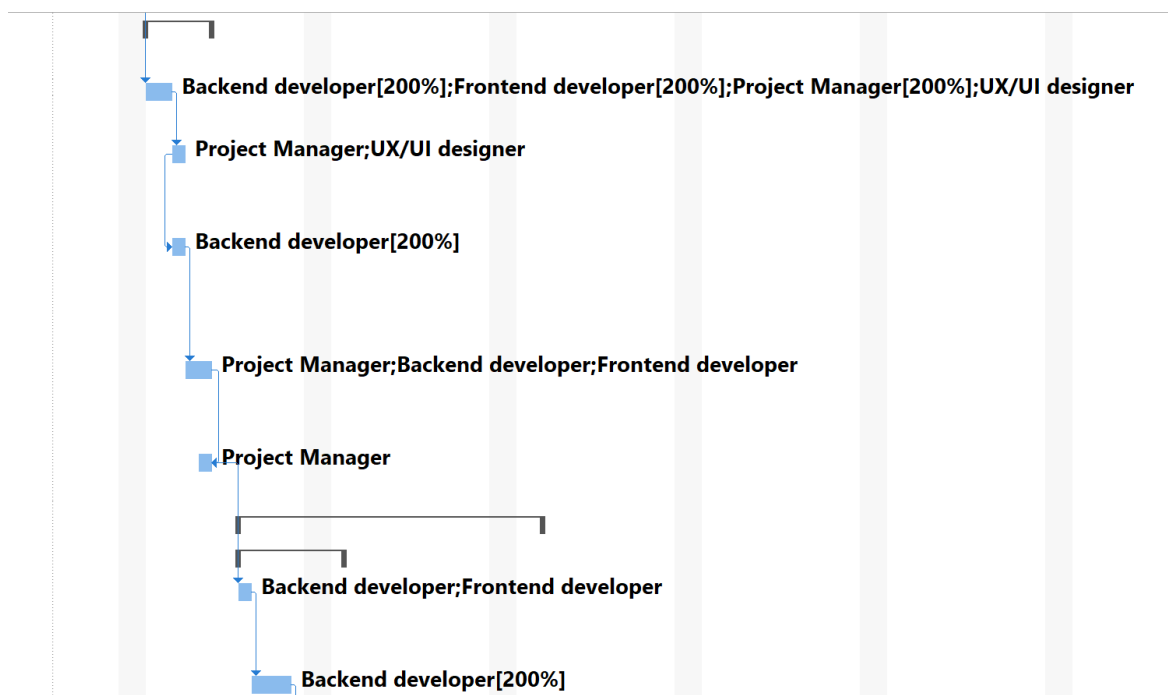 Backend developer[200%];Frontend developer[200%];Project Manager[200%];UX/UI designer
Project Manager;UX/UI designer
Backend developer[200%]
Project Manager;Backend developer;Frontend developer
Project Manager
Backend developer;Frontend developer
Backend developer[200%]